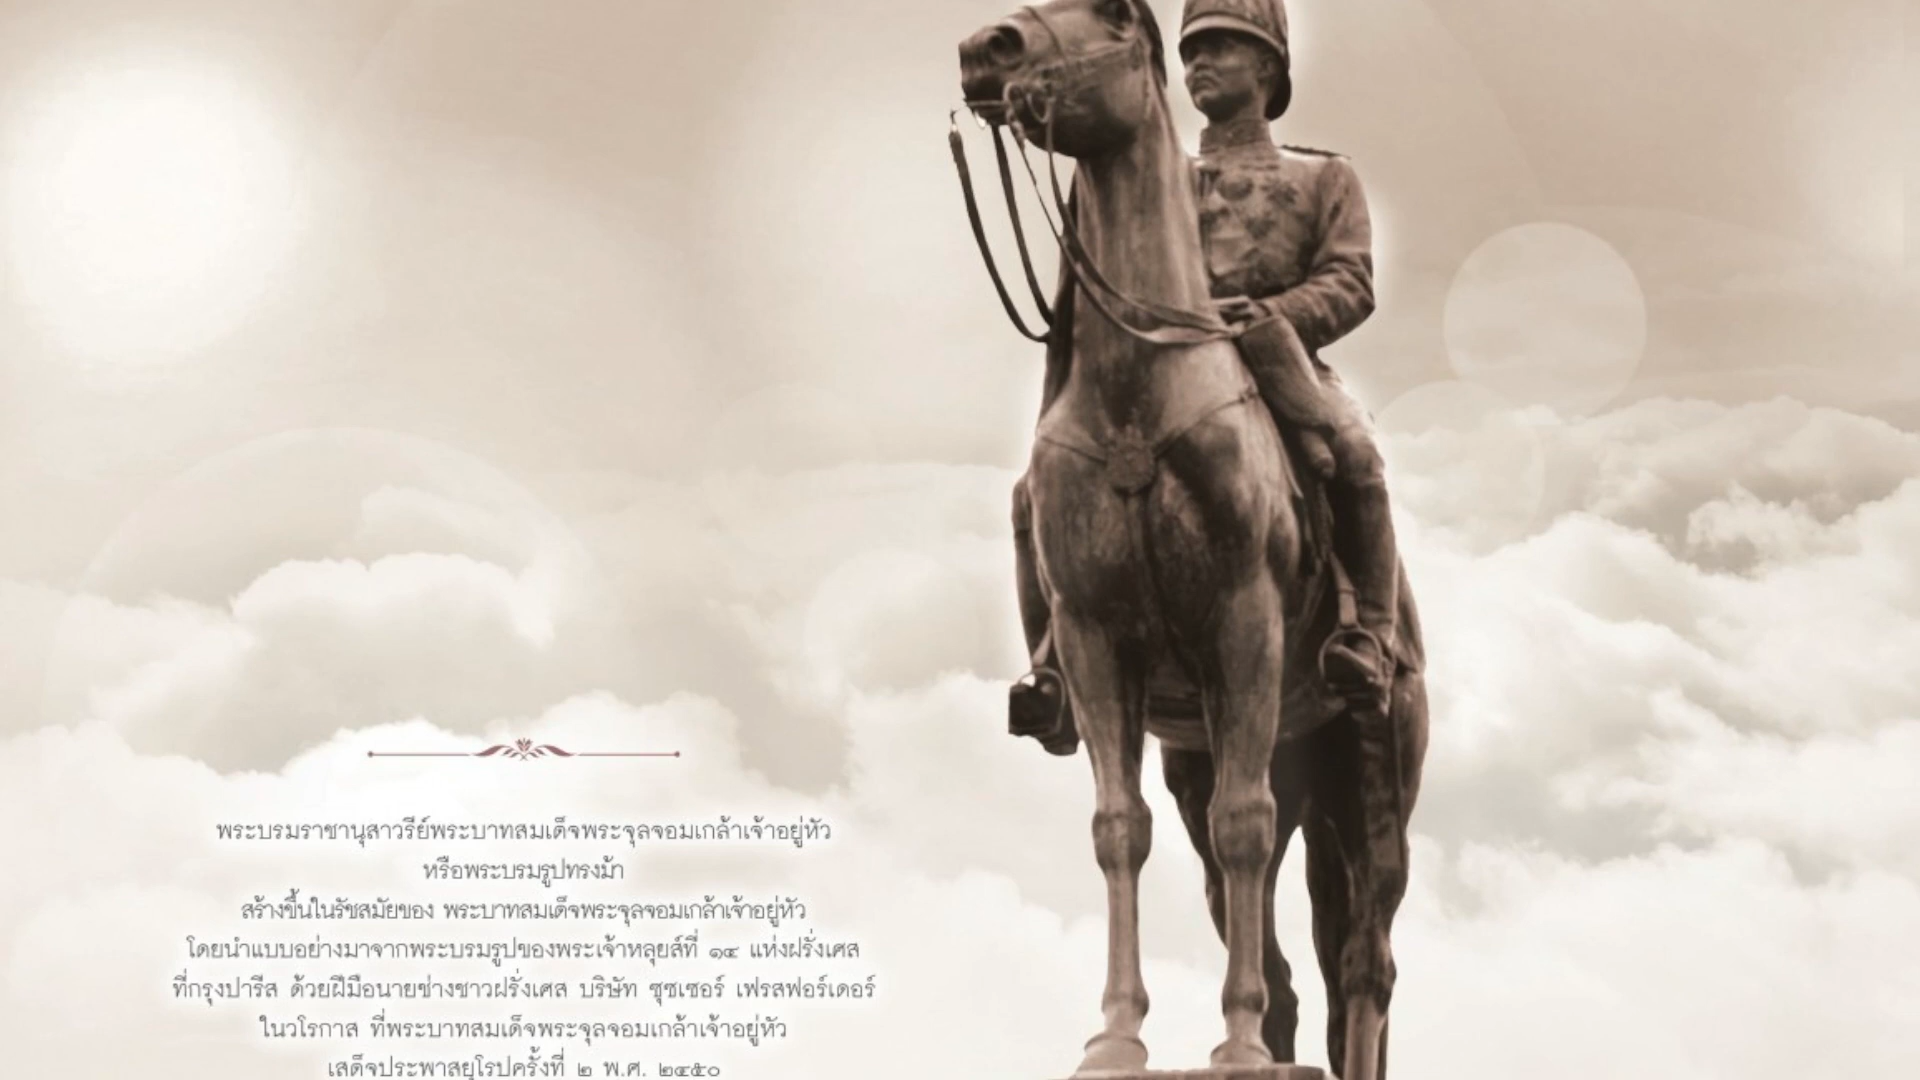 พระบรมราชานุสาวรีย์พระบาทสมเด็จพระจุลจอมเกล้าเจ้าอยู่หัว
หรือพระบรมรูปทรงม้า
สร้างขึ้นในรัชสมัยของ พระบาทสมเด็จพระจุลจอมเกล้าเจ้าอยู่หัว
โดยนำแบบอย่างมาจากพระบรมรูปของพระเจ้าหลุยส์ที่ ๑๔ แห่งฝรั่งเศส
ที่กรุงปารีส ด้วยฝีมือนายช่างชาวฝรั่งเศส บริษัท ซุซเซอร์ เฟรสฟอร์เดอร์
ในวโรกาส ที่พระบาทสมเด็จพระจุลจอมเกล้าเจ้าอยู่หัว
เสด็จประพาสยุโรปครั้งที่ ๒ พ.ศ. ๒๔๕๐